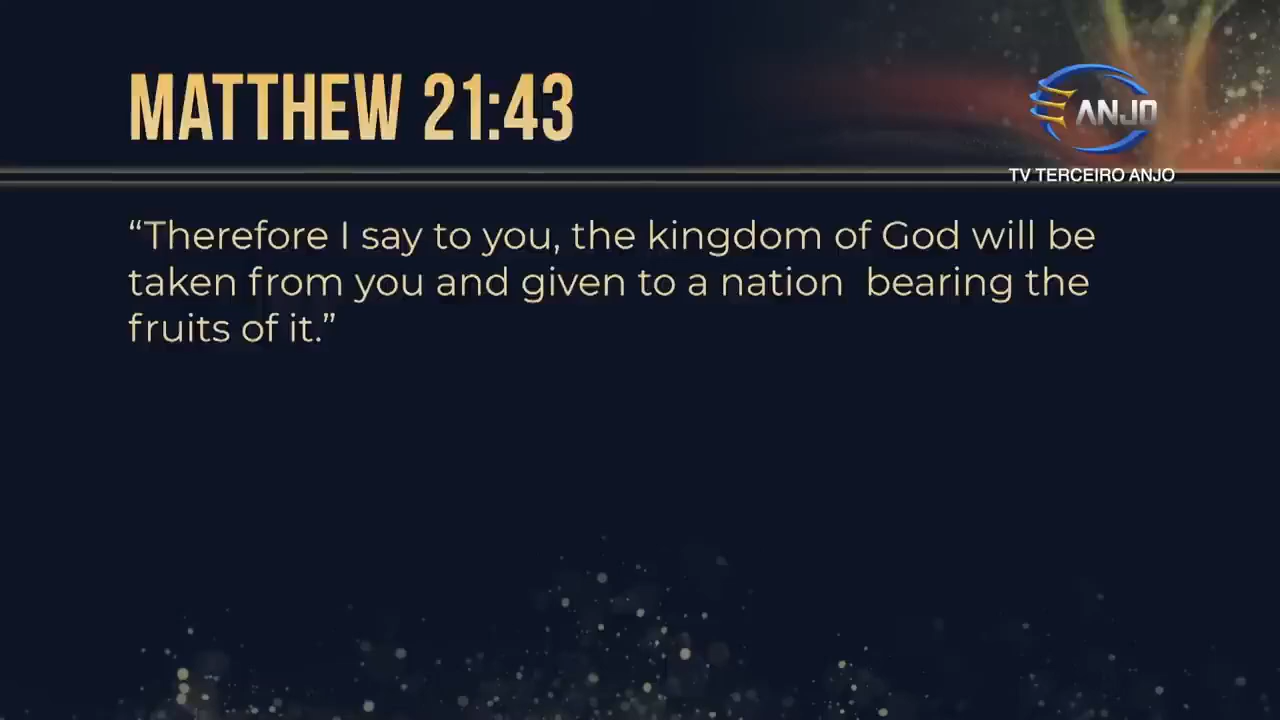 MATTHEW 21:43
ANJO
TV TERCEIRO ANJO
“Therefore I say to you, the kingdom of God will be
taken from you and given to a nation  bearing the
fruits of it.”